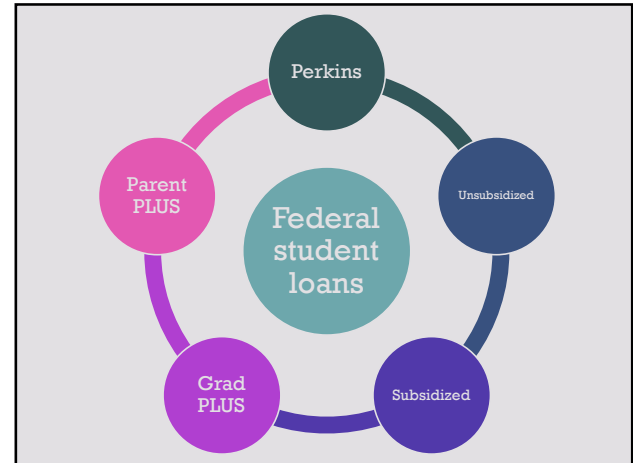 Perkins
Parent
PLUS
Unsubsidized
Federal
student
loans
Grad
PLUS
Subsidized